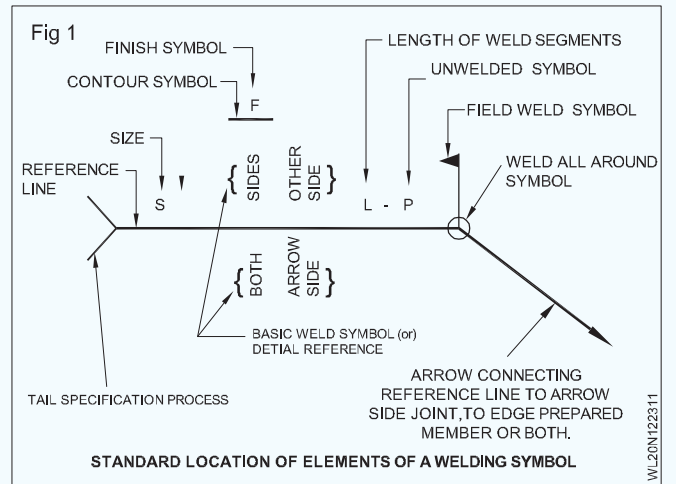 Fig 1
FINISH SYMBOL
CONTOUR SYMBOL
F
LENGTH OF WELD SEGMENTS
UNWELDED SYMBOL
FIELD WELD SYMBOL
SIZE
REFERENCE
LINE
S
SIDES
OTHER
SIDE
L - P
WELD ALL AROUND
SYMBOL
BOTH
ARROW
SIDE
BASIC WELD SYMBOL (or)
DETIAL REFERENCE
TAIL SPECIFICATION PROCESS
ARROW CONNECTING
REFERENCE LINE TO ARROW
SIDE JOINT,TO EDGE PREPARED
MEMBER OR BOTH.
STANDARD LOCATION OF ELEMENTS OF A WELDING SYMBOL
WL20N122311